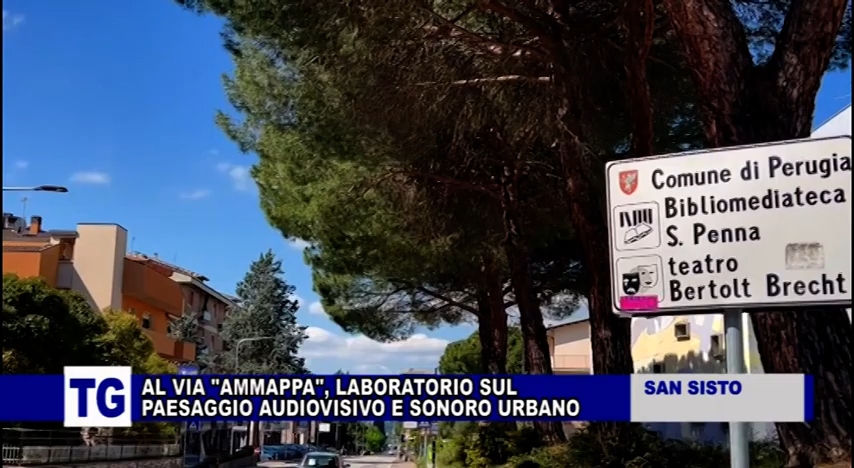 Comune di Perugia
Bibliomediateca
S. Penna
teatro
Bertolt Brecht
TG
AL VIA "AMMAPPA", LABORATORIO SUL
PAESAGGIO AUDIOVISIVO E SONORO URBANO
SAN SISTO